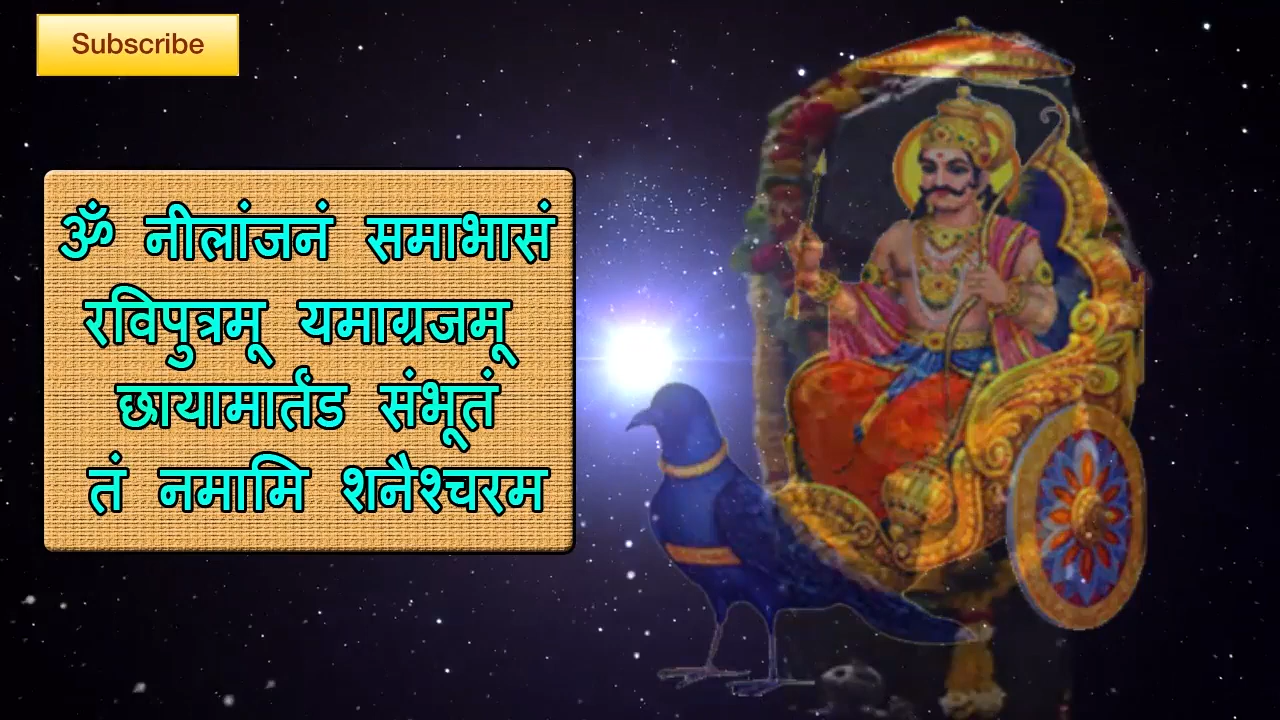 Subscribe
ॐ नीलांजनं समाभासं
रविपुत्रमू यमाग्रजमू
छायामार्तंड संभूतं
तं नमामि शनैश्चरम